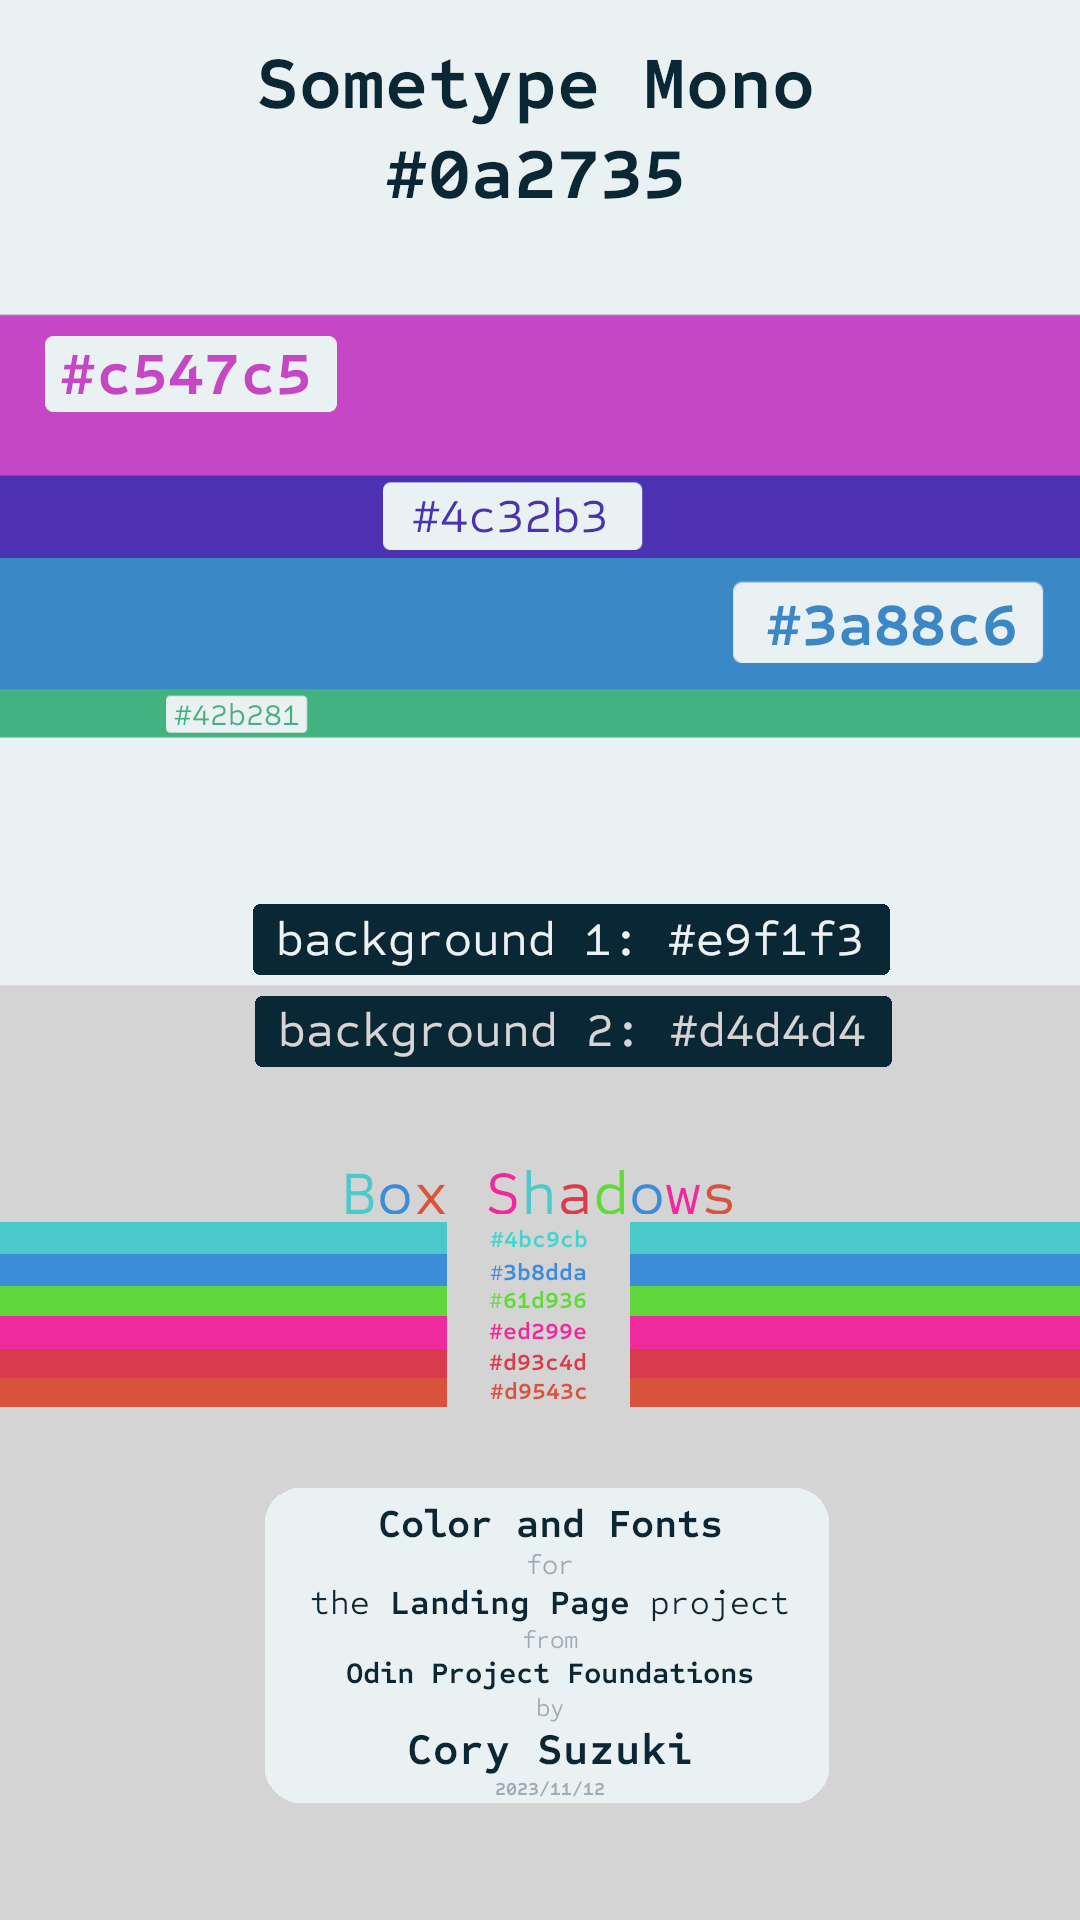 Sometype Mono
#0a2735
#c547c5
#4c32b3
#3a88c6
#42b281
background 1: #e9f1f3
background 2: #d4d4d4
Box Shadows
#4bc9cb
#3b8dda
#61d936
#ed299e
#d93c4d
#d9543c
Color and Fonts
for
the Landing Page project
from
Odin Project Foundations
by
Cory Suzuki
2023/11/12